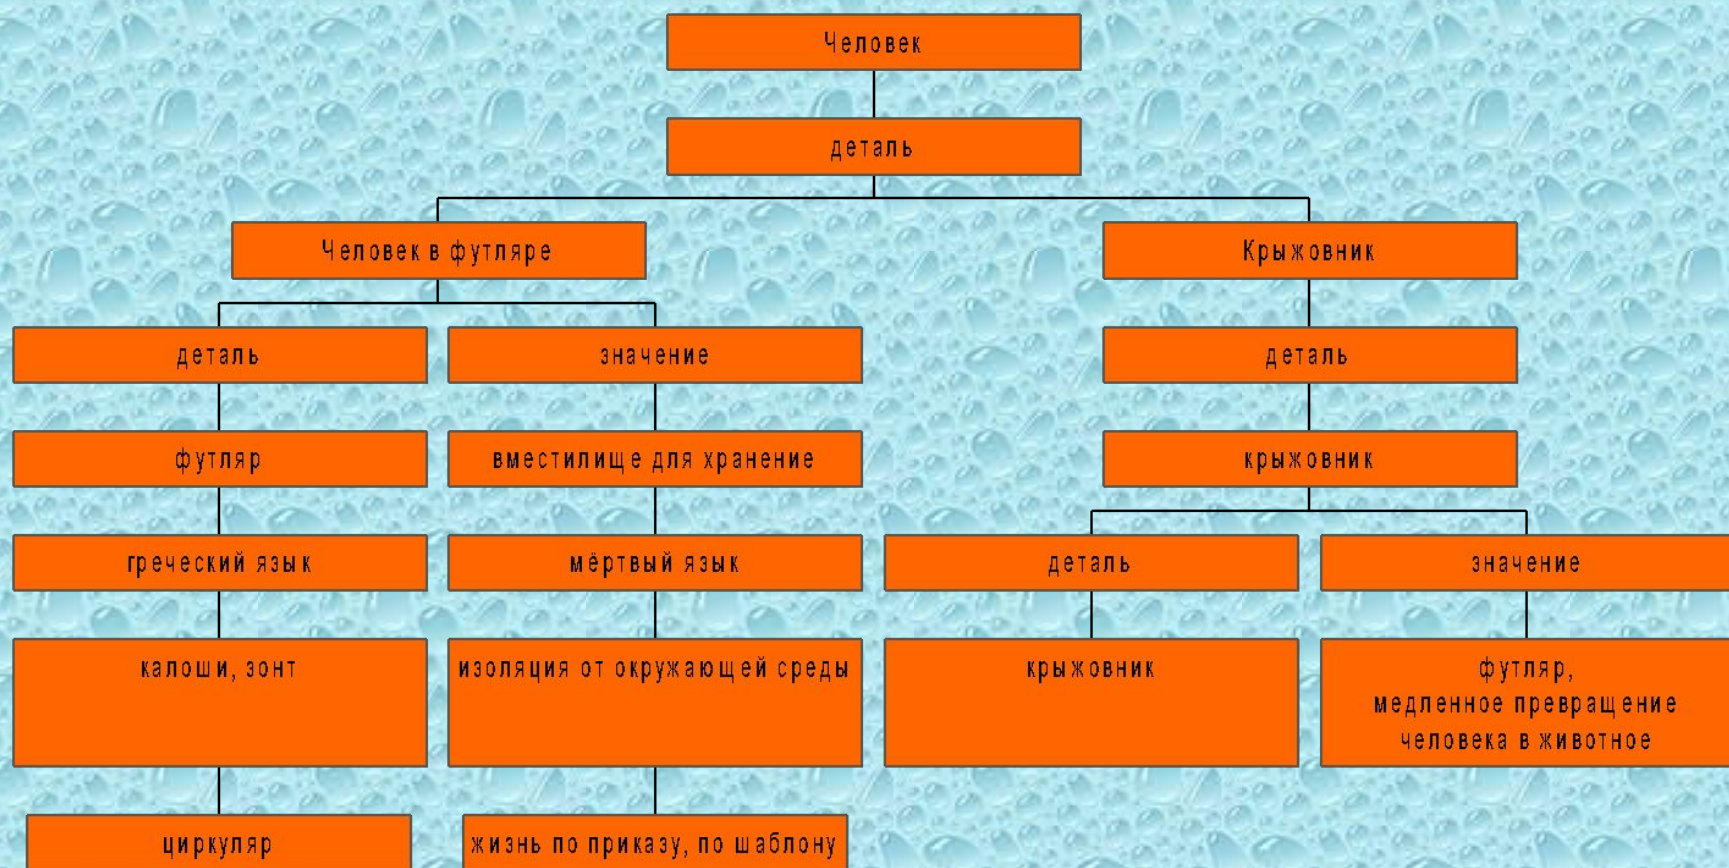 Человек
деталь
Человек в футляре
Крыжовник
деталь
значение
деталь
футляр
вместилище для хранение
крыжовник
греческий язык
мёртвый язык
деталь
значение
калоши, зонт
изоляция от окружающей среды
крыжовник
футляр,
медленное превращение
человека в животное
циркуляр
жизнь по приказу, по шаблону